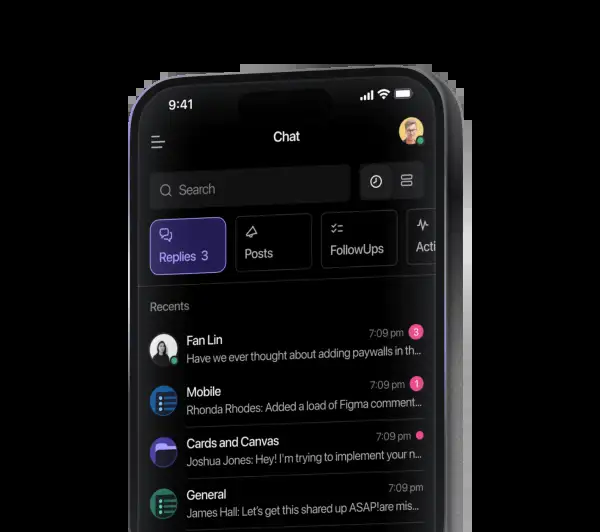 9:41
Chat
Search
Replies 3
Posts
FollowUps
Acti
Recents
Fan Lin 7:09 pm 3
Have we ever thought about adding paywalls in th...
Mobile 7:09 pm 1
Rhonda Rhodes: Added a load of Figma comment...
Cards and Canvas 7:09 pm
Joshua Jones: Hey! I'm trying to implement your n...
General 7:09 pm
James Hall: Let's get this shared up ASAP!are mis...